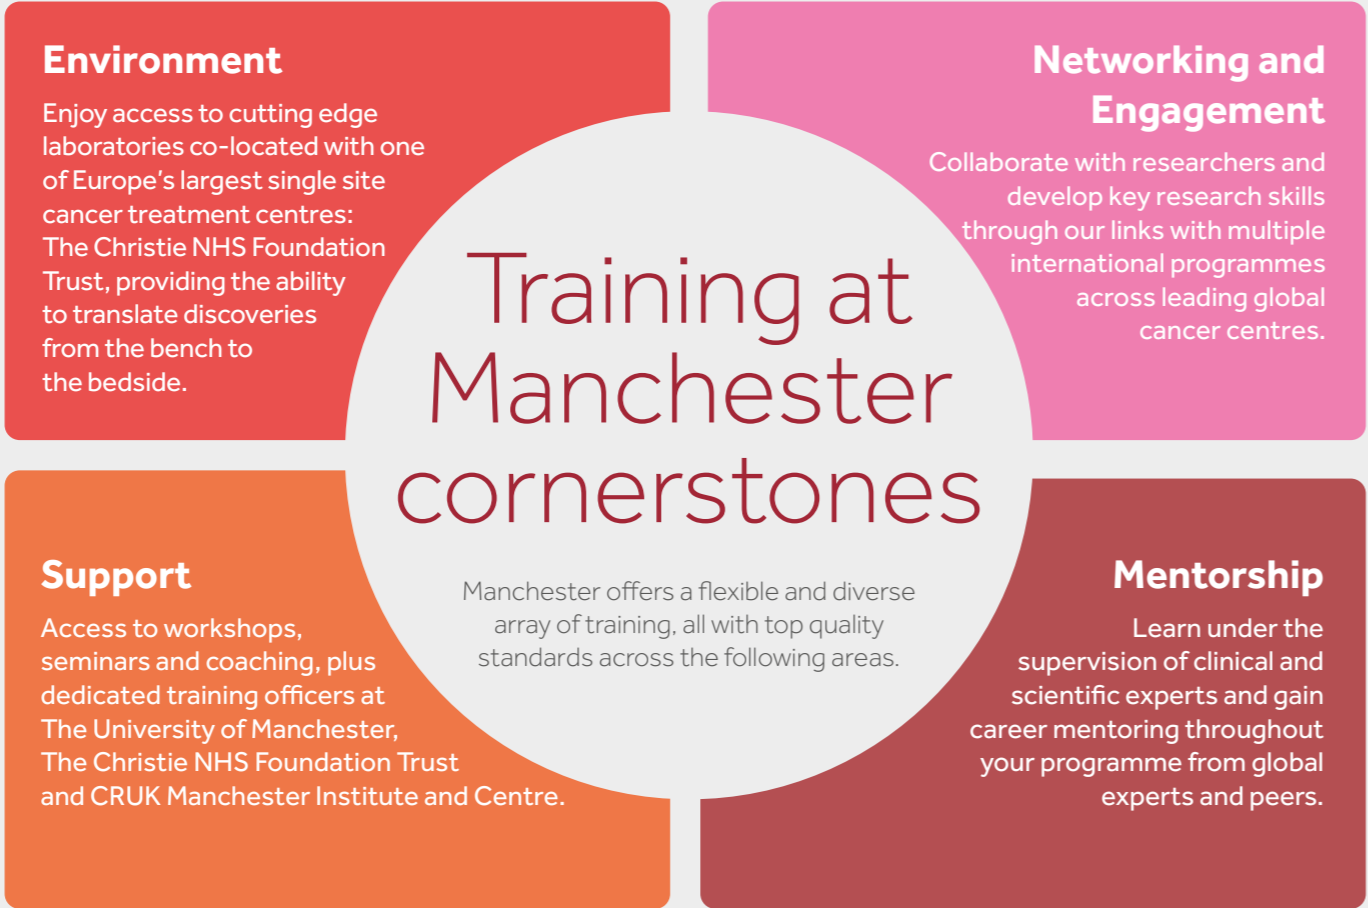 Environment
Enjoy access to cutting edge
laboratories co-located with one
of Europe's largest single site
cancer treatment centres:
The Christie NHS Foundation
Trust, providing the ability
to translate discoveries
from the bench to
the bedside.
Networking and
Engagement
Collaborate with researchers and
develop key research skills
through our links with multiple
international programmes
across leading global
cancer centres.
Training at
Manchester
cornerstones
Manchester offers a flexible and diverse
array of training, all with top quality
standards across the following areas.
Support
Access to workshops,
seminars and coaching, plus
dedicated training officers at
The University of Manchester,
The Christie NHS Foundation Trust
and CRUK Manchester Institute and Centre.
Mentorship
Learn under the
supervision of clinical and
scientific experts and gain
career mentoring throughout
your programme from global
experts and peers.